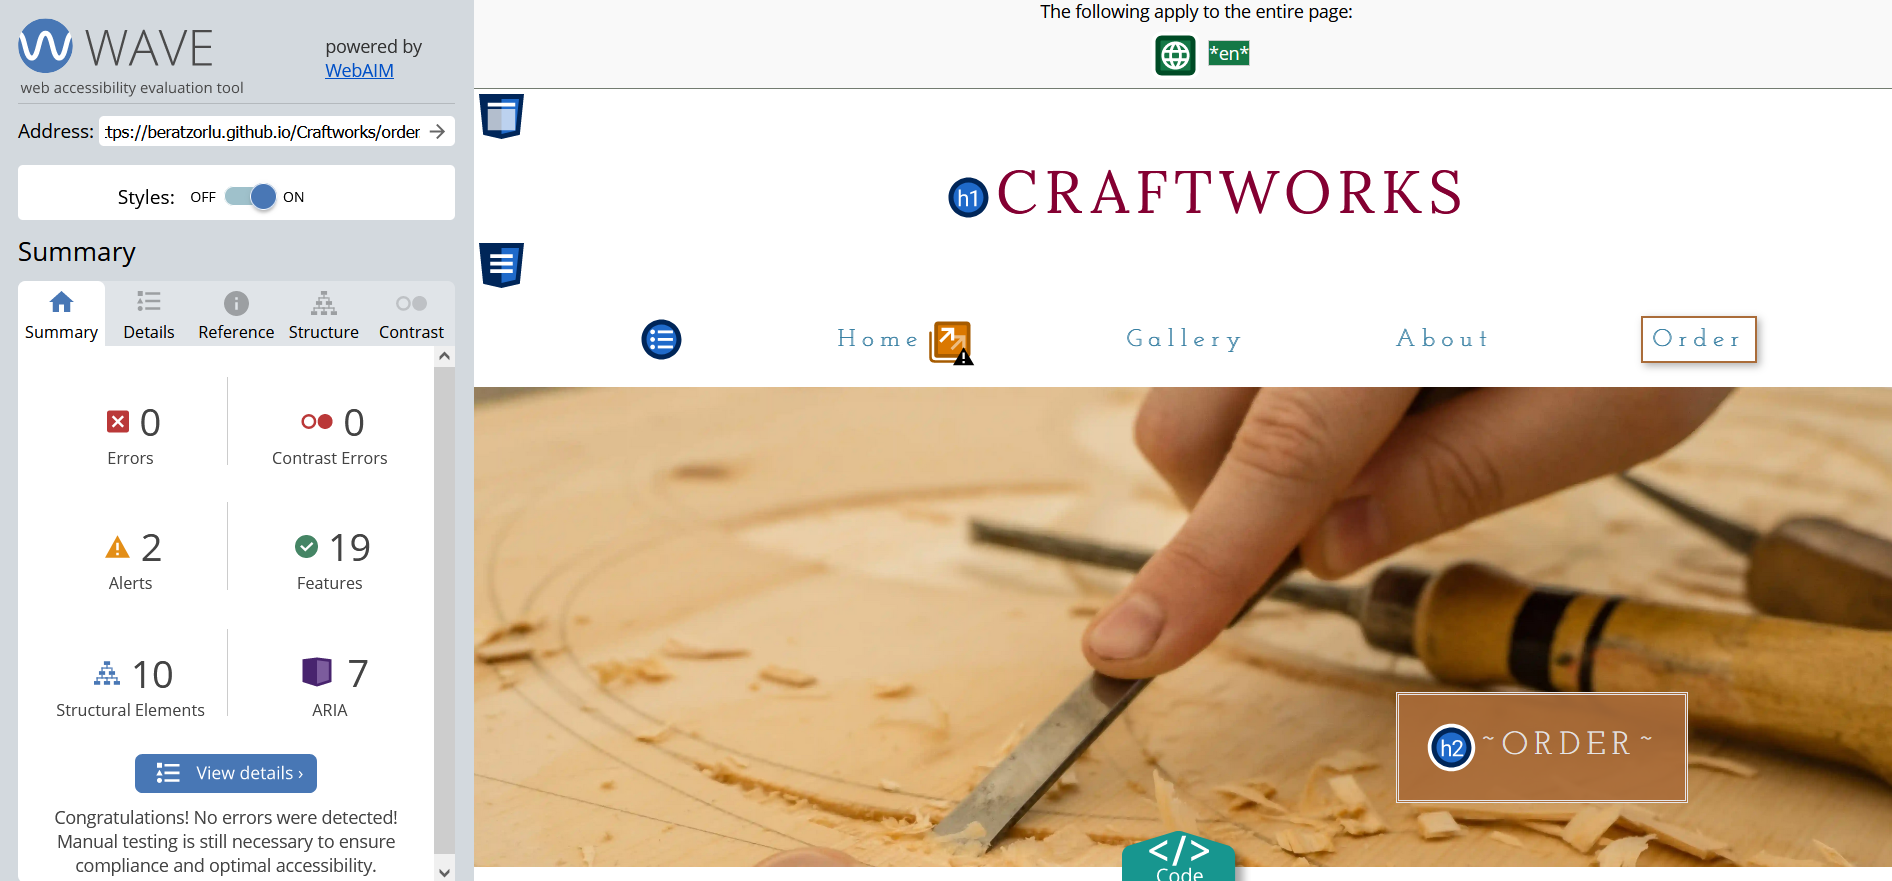 WAVE
web accessibility evaluation tool
powered by
WebAIM
Address: tps://beratzorlu.github.io/Craftworks/order
Styles: OFF ON
Summary
Summary Details Reference Structure Contrast
0 0
Errors Contrast Errors
2 19
Alerts Features
10 7
Structural Elements ARIA
View details ›
Congratulations! No errors were detected!
Manual testing is still necessary to ensure
compliance and optimal accessibility.
The following apply to the entire page:
*en*
h1 CRAFTWORKS
Home Gallery About Order
h2 ~ORDER~
</>
Code